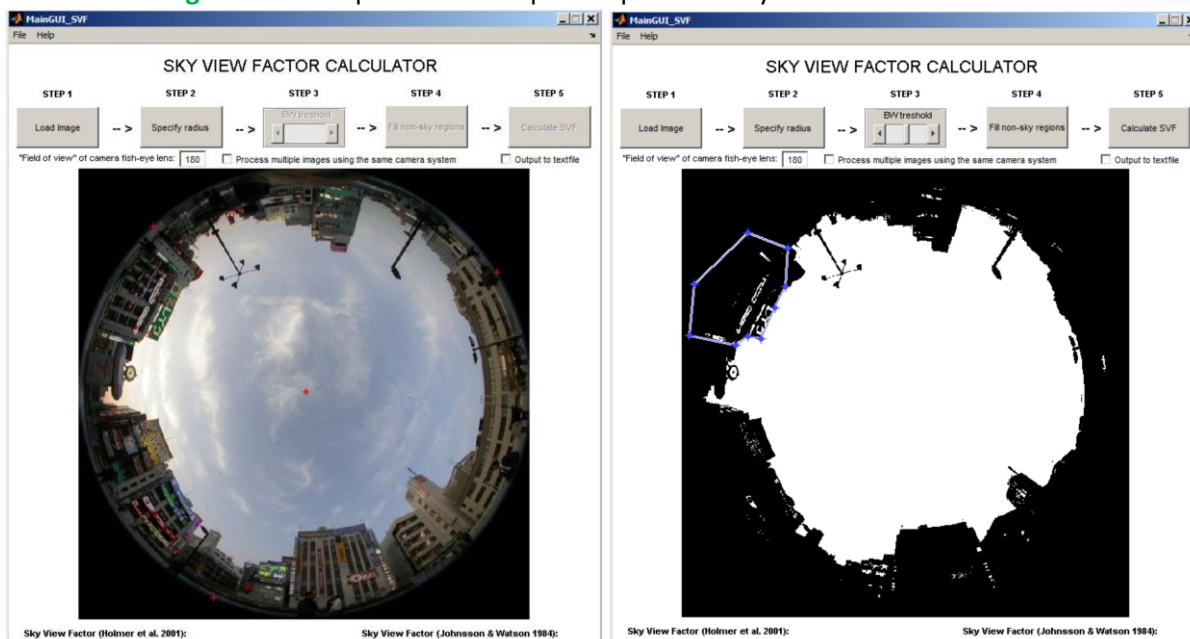 MainGUI_SVF
File Help
SKY VIEW FACTOR CALCULATOR
STEP 1 STEP 2 STEP 3 STEP 4 STEP 5
Load Image --> Specify radius --> BW treshold --> Fill non-sky regions --> Calculate SVF
"Field of view" of camera fish-eye lens: 180 Process multiple images using the same camera system Output to textfile
Sky View Factor (Holmer et al. 2001): Sky View Factor (Johnsson & Watson 1984):
MainGUI_SVF
File Help
SKY VIEW FACTOR CALCULATOR
STEP 1 STEP 2 STEP 3 STEP 4 STEP 5
Load Image --> Specify radius --> BW treshold --> Fill non-sky regions --> Calculate SVF
"Field of view" of camera fish-eye lens: 180 Process multiple images using the same camera system Output to textfile
Sky View Factor (Holmer et al. 2001): Sky View Factor (Johnsson & Watson 1984):